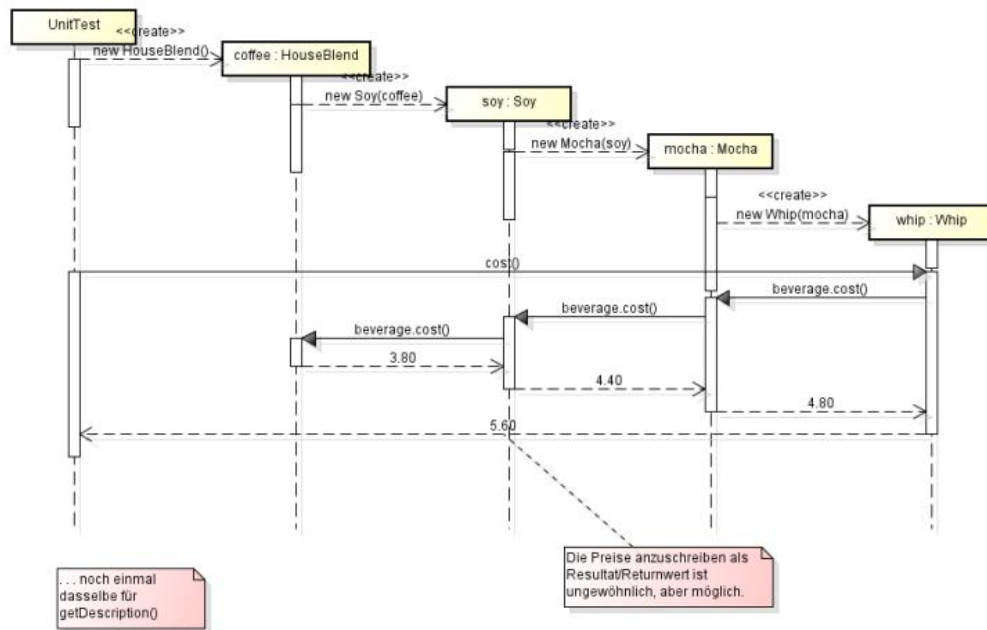 UnitTest
<<create>>
new HouseBlend()
coffee : HouseBlend
<<create>>
new Soy(coffee)
soy : Soy
<<create>>
new Mocha(soy)
mocha : Mocha
<<create>>
new Whip(mocha)
whip : Whip
cost()
beverage.cost()
beverage.cost()
beverage.cost()
3.80
4.40
4.80
5.60
. . . noch einmal
dasselbe für
getDescription()
Die Preise anzuschreiben als
Resultat/Returnwert ist
ungewöhnlich, aber möglich.